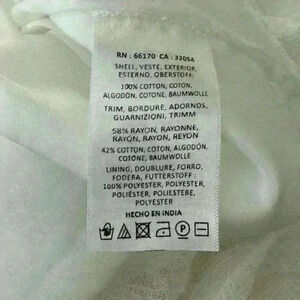 RN : 66170 CA : 32054
SHELL, VESTE, EXTERIOR,
ESTERNO, OBERSTOFF:
100% COTTON, COTON,
ALGODÓN, COTONE, BAUMWOLLE
TRIM, BORDURE, ADORNOS,
GUARNIZIONI, TRIMM
58% RAYON, RAYONNE,
RAYON, RAYON, REYON
42% COTTON, COTON, ALGODÓN,
COTONE, BAUMWOLLE
LINING, DOUBLURE, FORRO,
FODERA, FUTTERSTOFF:
100% POLYESTER, POLYESTER,
POLIÉSTER, POLIESTERE,
POLYESTER
HECHO EN INDIA